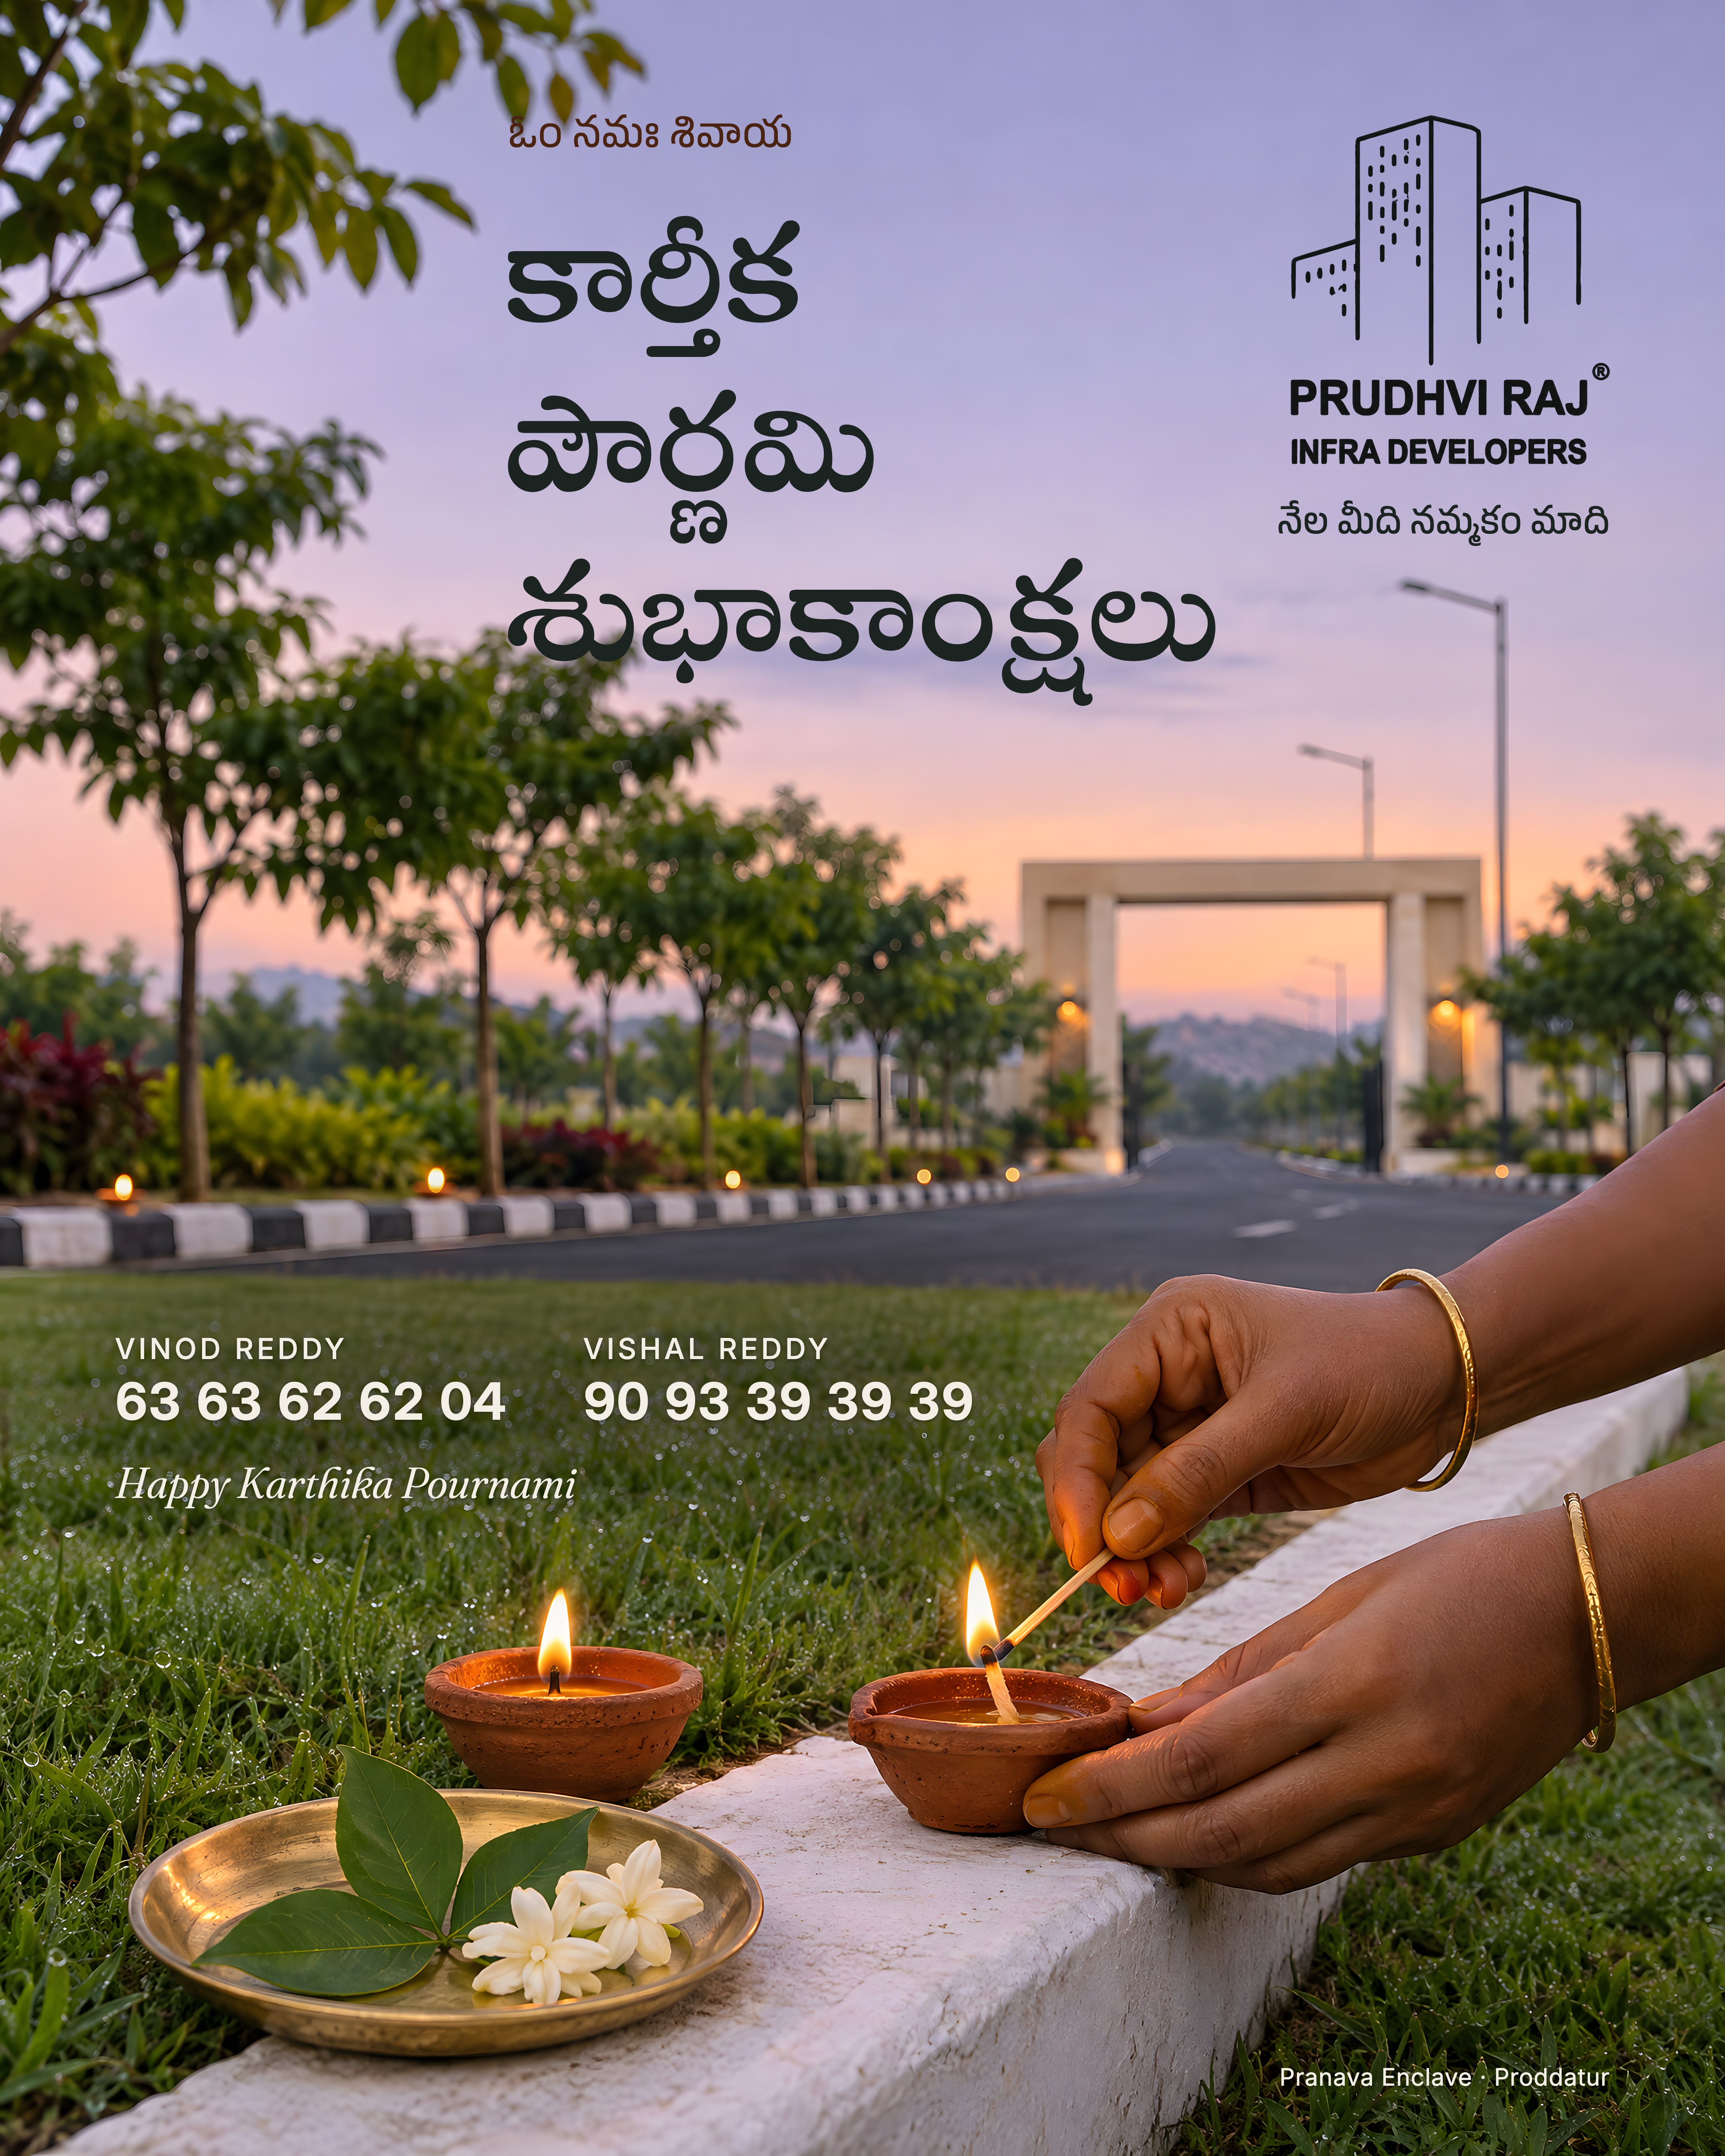 ఓం నమః శివాయ
కార్తీక
పౌర్ణమి
శుభాకాంక్షలు
PRUDHVI RAJ®
INFRA DEVELOPERS
నేల మీది నమ్మకం మాది
VINOD REDDY
63 63 62 62 04
VISHAL REDDY
90 93 39 39 39
Happy Karthika Pournami
Pranava Enclave · Proddatur